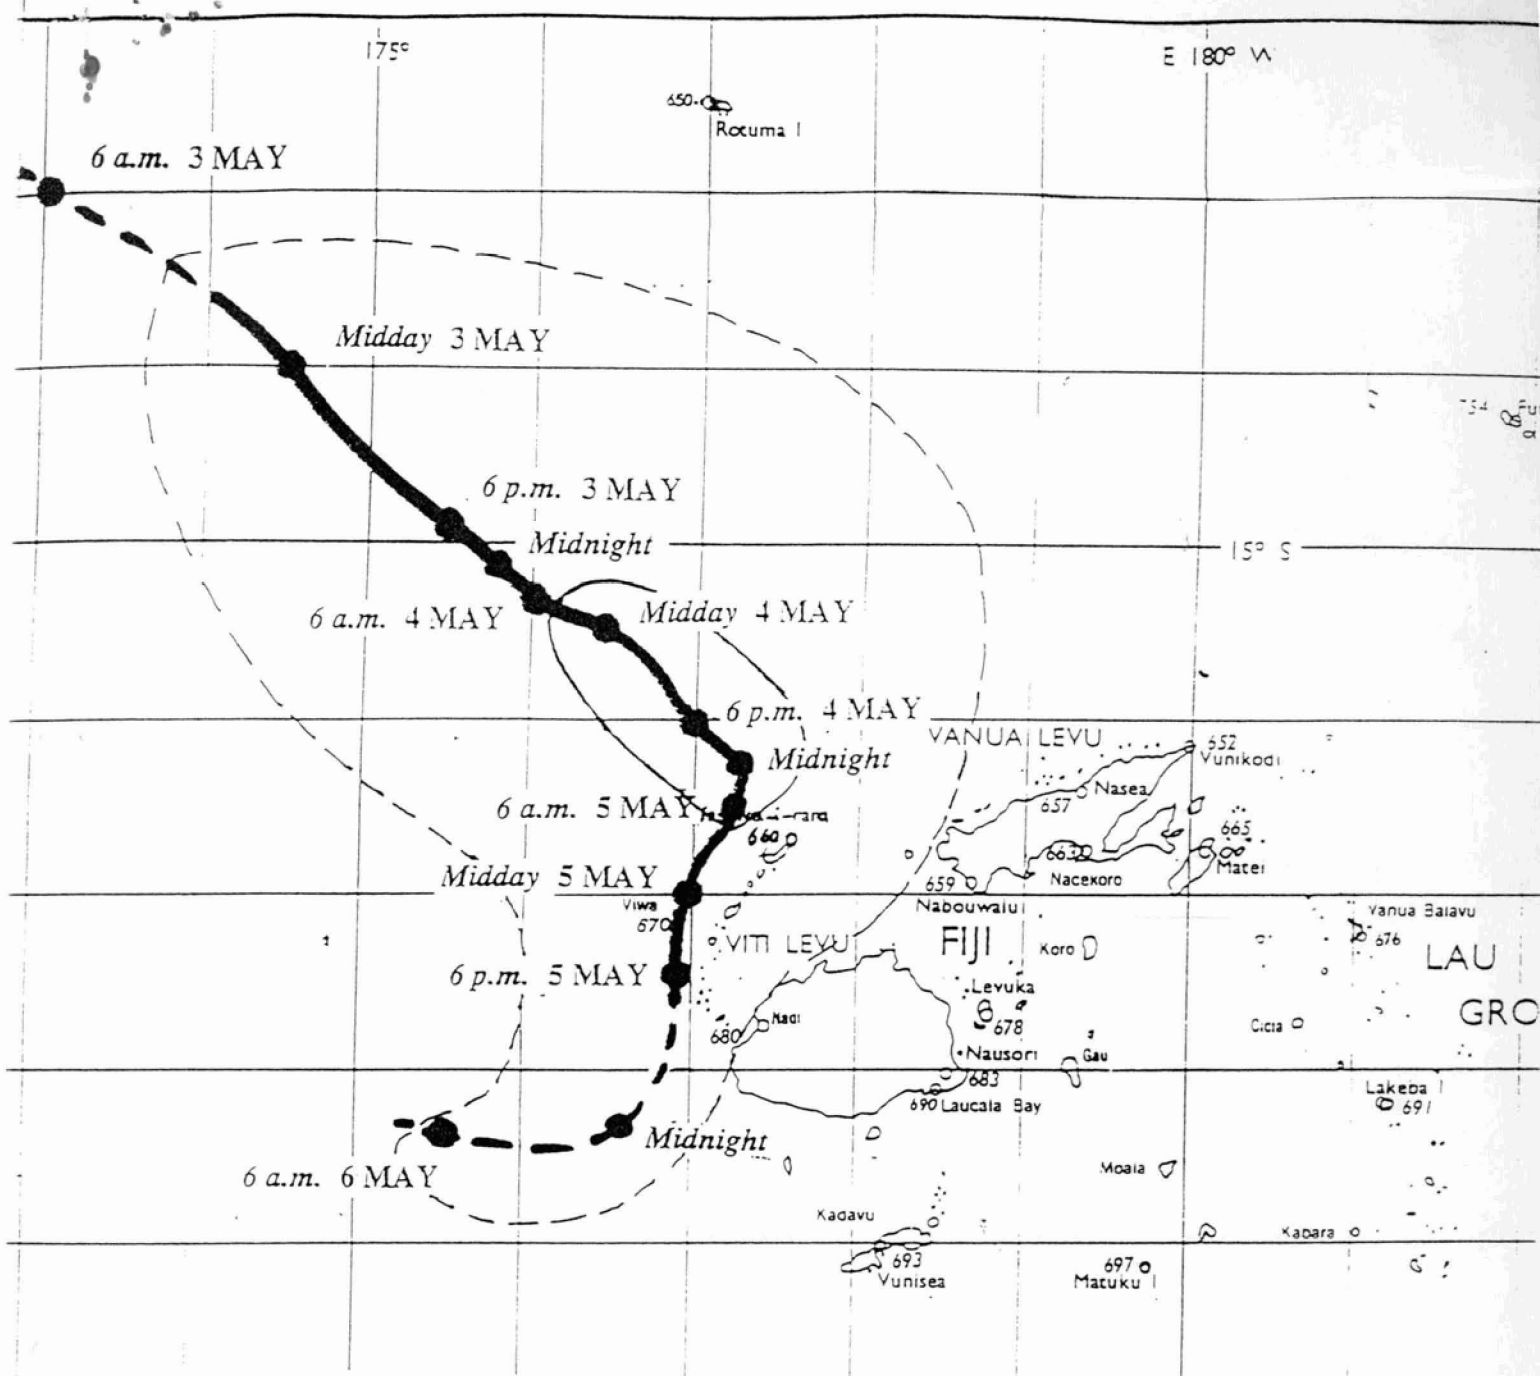 175°
E 180° W
650
Rotuma I
6 a.m. 3 MAY
Midday 3 MAY
6 p.m. 3 MAY
Midnight
15° S
6 a.m. 4 MAY
Midday 4 MAY
6 p.m. 4 MAY
VANUA LEVU
652
Vunikodi
Midnight
Nasea
657
6 a.m. 5 MAY
660
665
Matei
663
Nacekoro
659
Nabouwalu
Midday 5 MAY
Viwa
670
VITI LEVU
FIJI
Koro
Vanua Balavu
676
LAU
6 p.m. 5 MAY
Levuka
678
GRO
680
Nadi
Cicia
Nausori
683
Gau
690 Laucala Bay
Lakeba I
691
Midnight
6 a.m. 6 MAY
Moala
Kadavu
Kabara
693
Vunisea
697
Matuku I